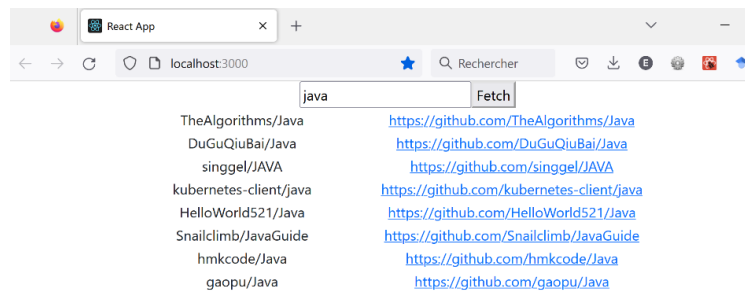 React App
localhost:3000
Rechercher
java Fetch
TheAlgorithms/Java https://github.com/TheAlgorithms/Java
DuGuQiuBai/Java https://github.com/DuGuQiuBai/Java
singgel/JAVA https://github.com/singgel/JAVA
kubernetes-client/java https://github.com/kubernetes-client/java
HelloWorld521/Java https://github.com/HelloWorld521/Java
Snailclimb/JavaGuide https://github.com/Snailclimb/JavaGuide
hmkcode/Java https://github.com/hmkcode/Java
gaopu/Java https://github.com/gaopu/Java